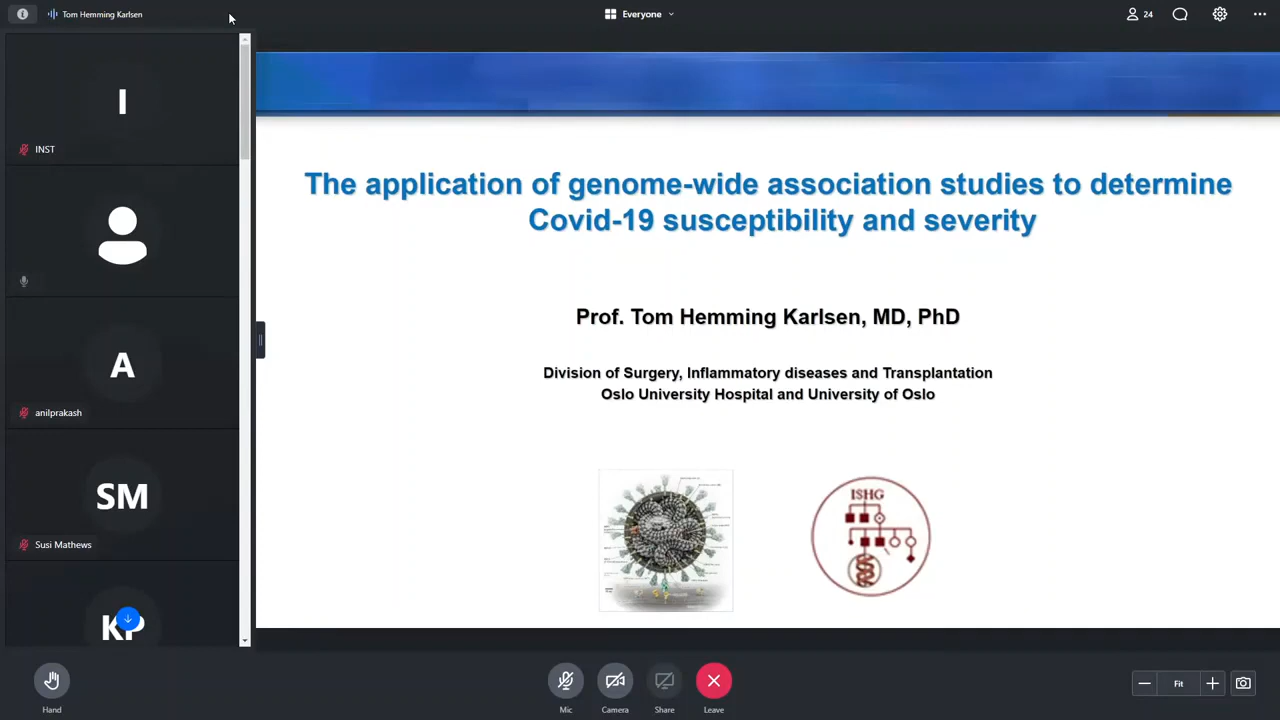 Tom Hemming Karlsen
Everyone
24
I
INST
A
anilprakash
SM
Susi Mathews
KP
The application of genome-wide association studies to determine
Covid-19 susceptibility and severity
Prof. Tom Hemming Karlsen, MD, PhD
Division of Surgery, Inflammatory diseases and Transplantation
Oslo University Hospital and University of Oslo
ISHG
Hand
Mic
Camera
Share
Leave
Fit